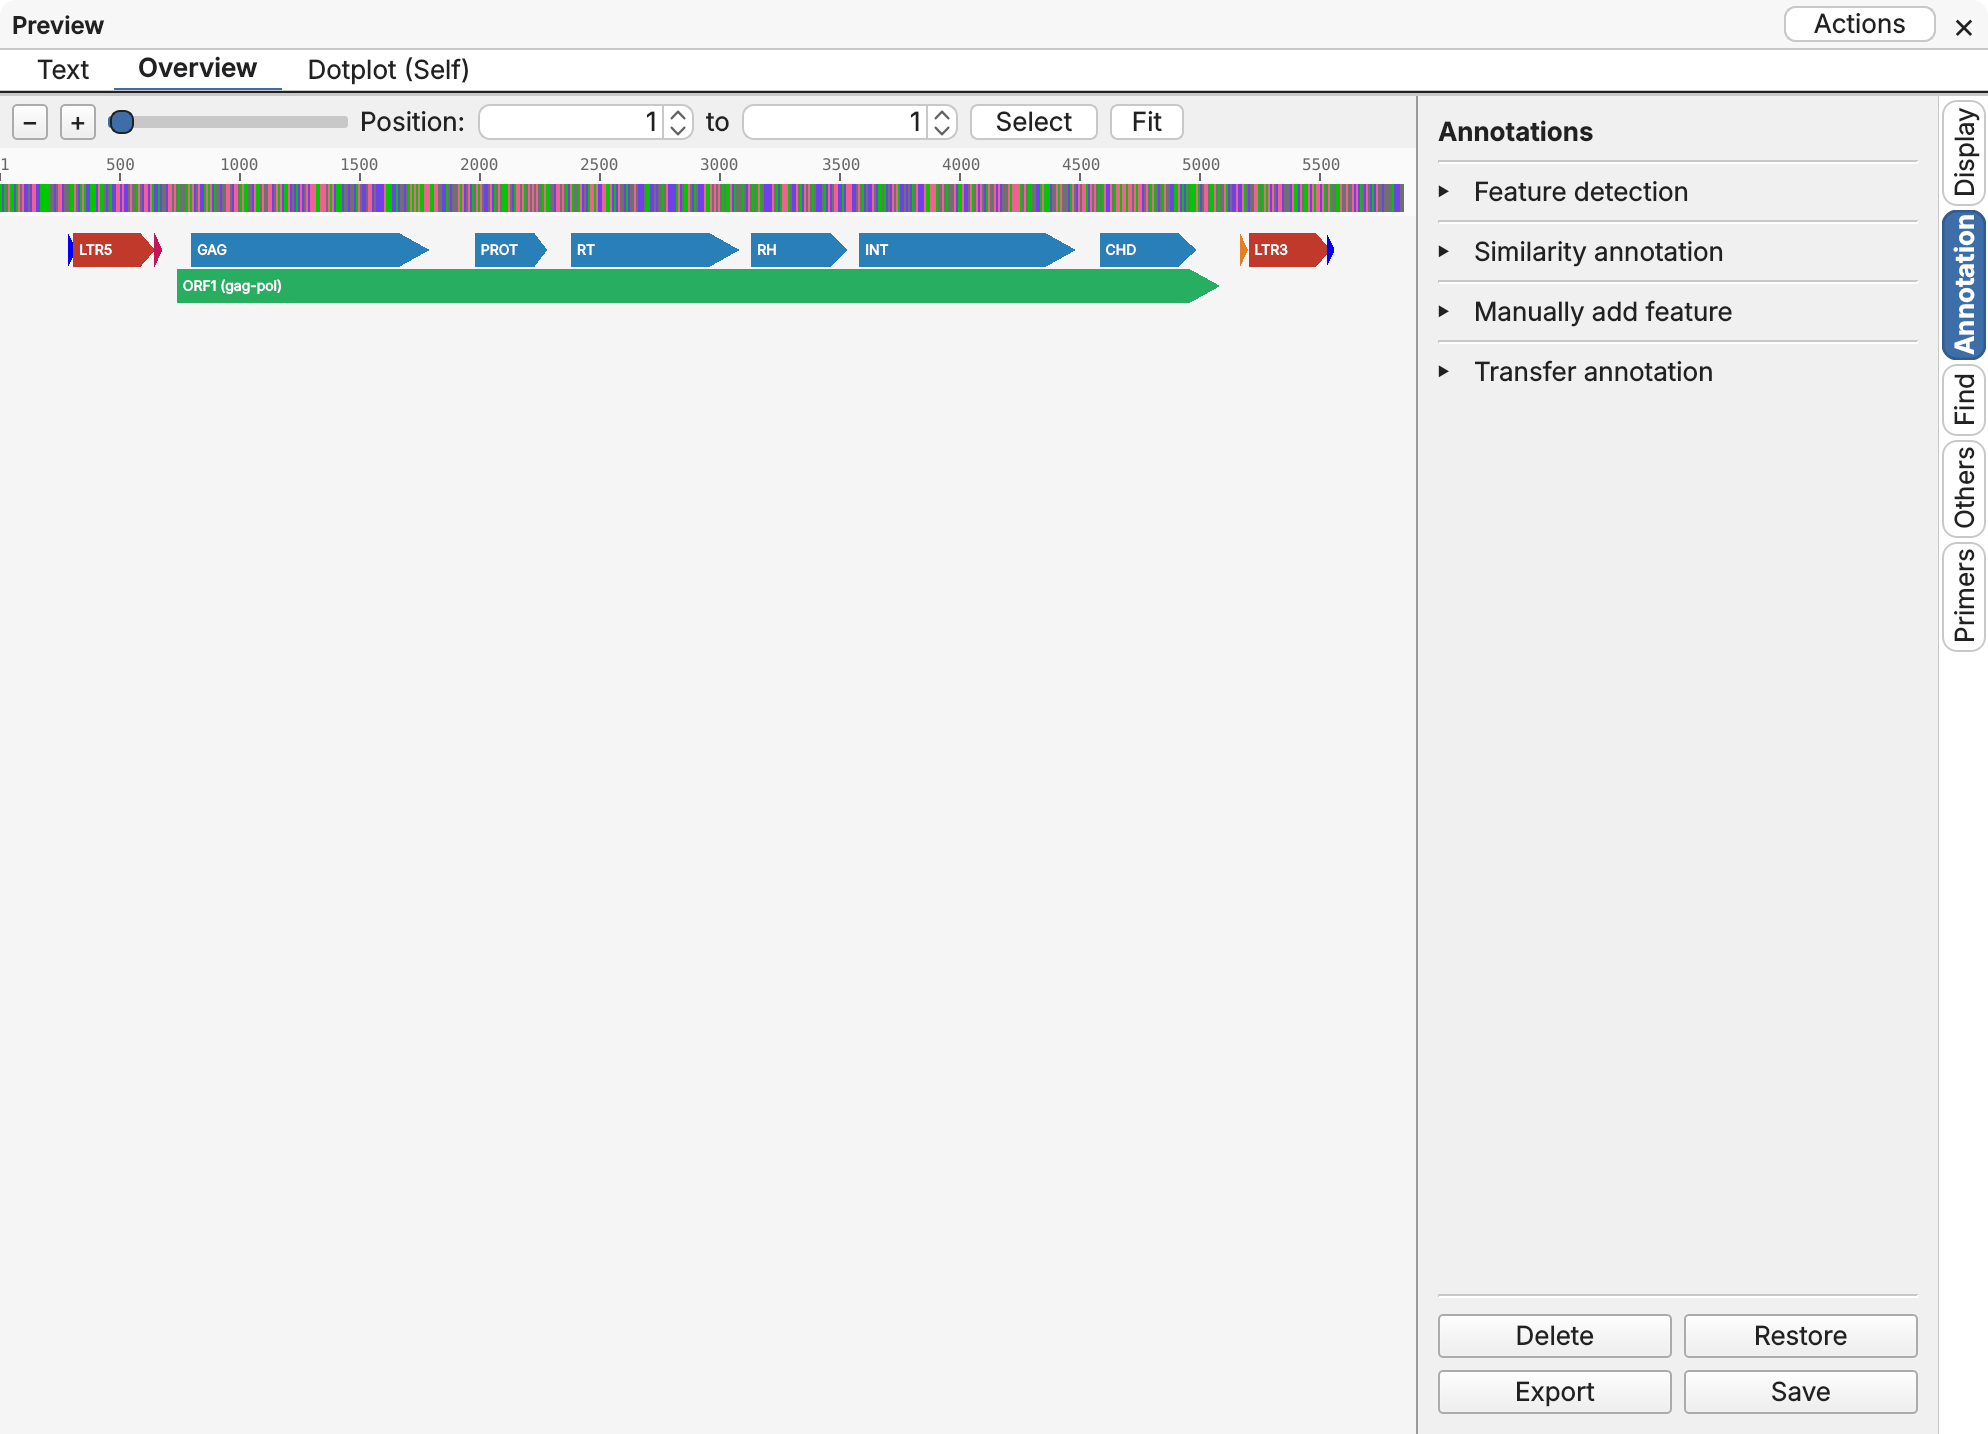 Preview
Actions
Text Overview Dotplot (Self)
Position: 1 to 1 Select Fit
1 500 1000 1500 2000 2500 3000 3500 4000 4500 5000 5500
LTR5 GAG PROT RT RH INT CHD LTR3
ORF1 (gag-pol)
Annotations
Feature detection
Similarity annotation
Manually add feature
Transfer annotation
Delete Restore
Export Save
Display
Annotation
Find
Others
Primers